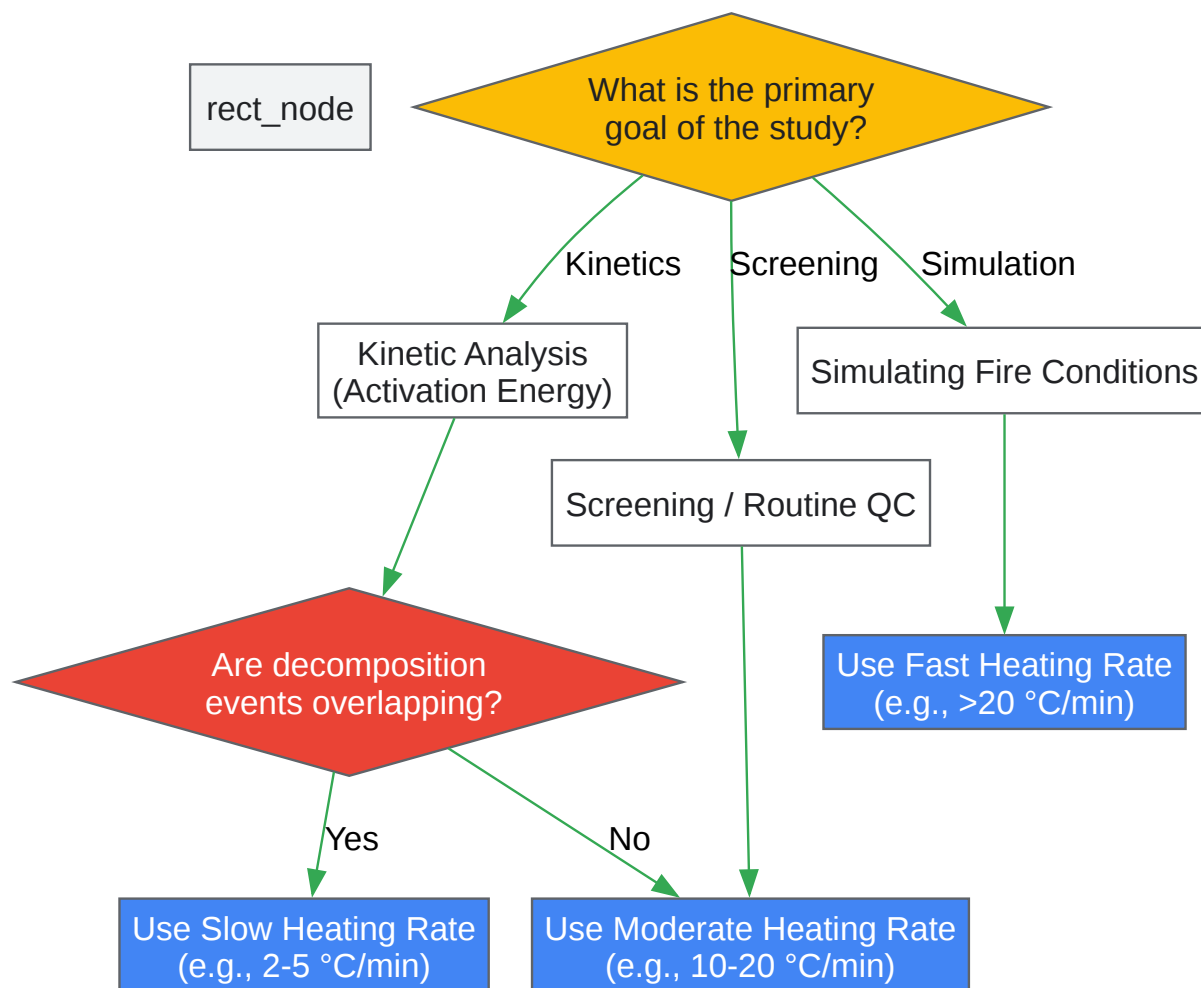 What is the primary
goal of the study?
rect_node
Kinetics
Screening
Simulation
Kinetic Analysis
(Activation Energy)
Simulating Fire Conditions
Screening / Routine QC
Are decomposition
events overlapping?
Use Fast Heating Rate
(e.g., >20 °C/min)
Yes
No
Use Slow Heating Rate
(e.g., 2-5 °C/min)
Use Moderate Heating Rate
(e.g., 10-20 °C/min)